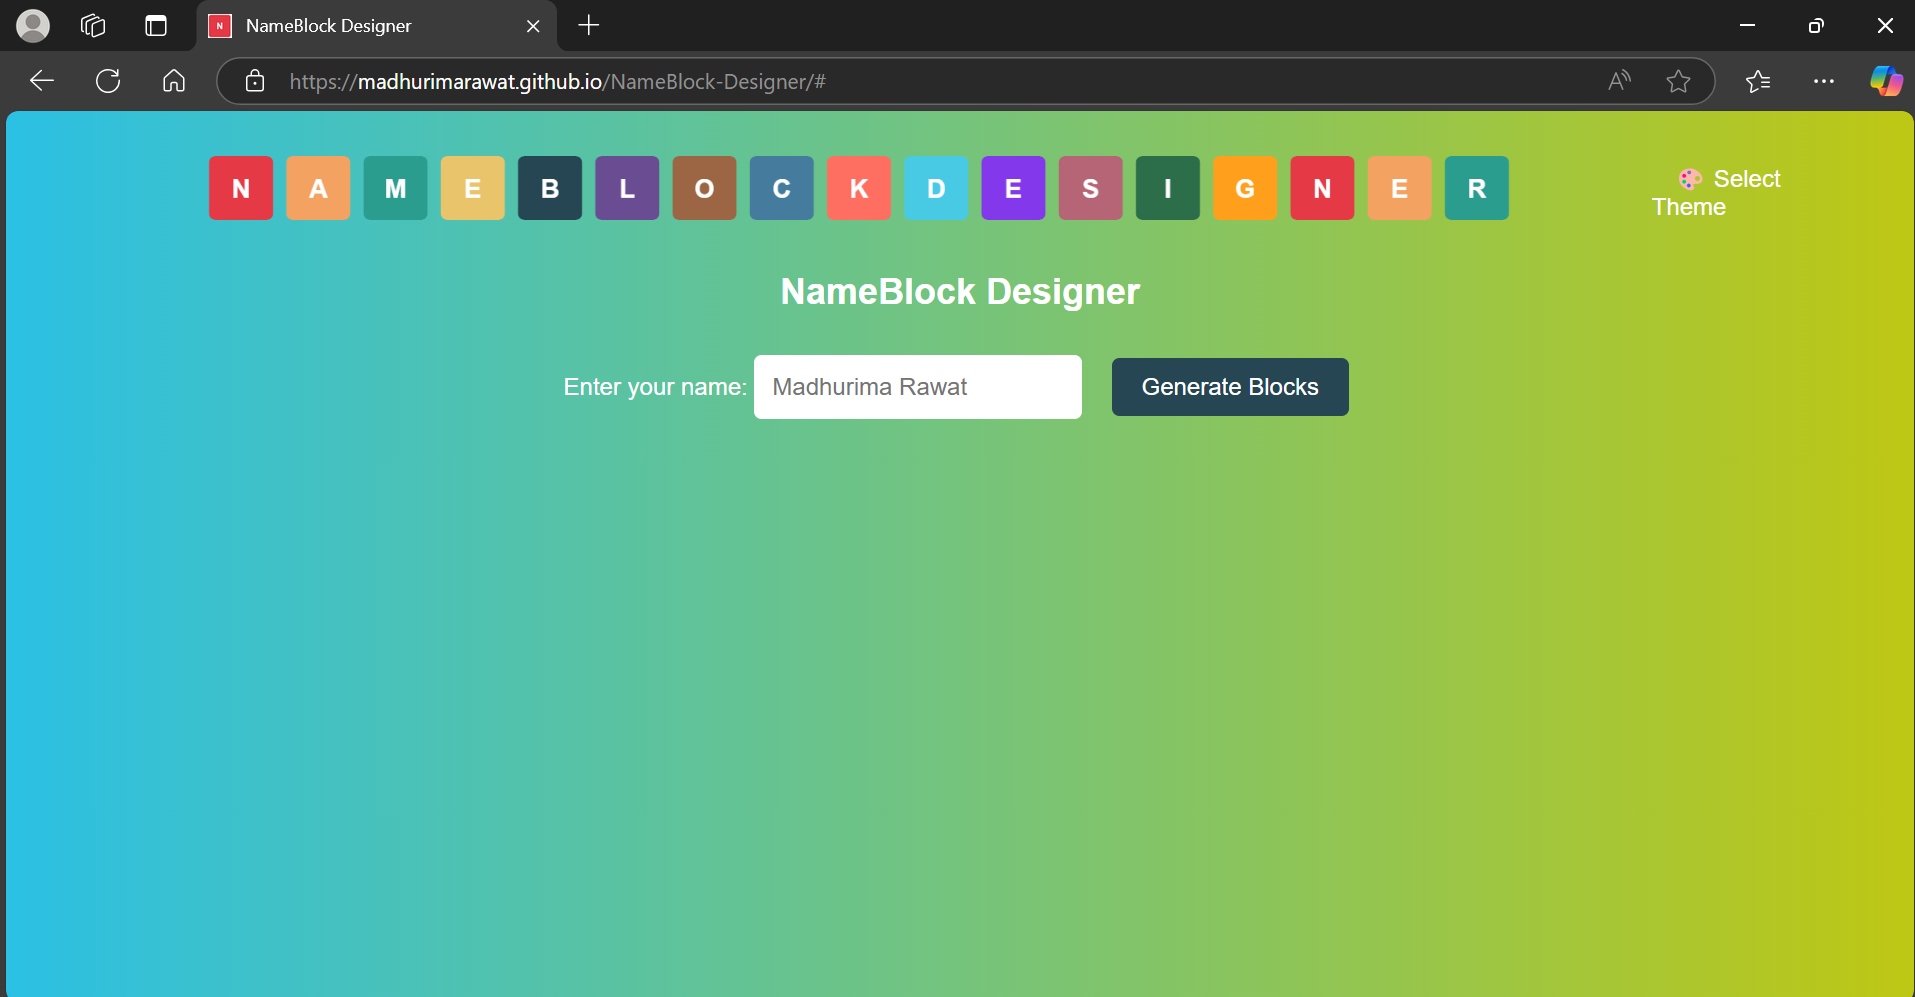 N NameBlock Designer
https://madhurimarawat.github.io/NameBlock-Designer/#
N A M E B L O C K D E S I G N E R
🎨 Select
Theme
NameBlock Designer
Enter your name: Madhurima Rawat Generate Blocks